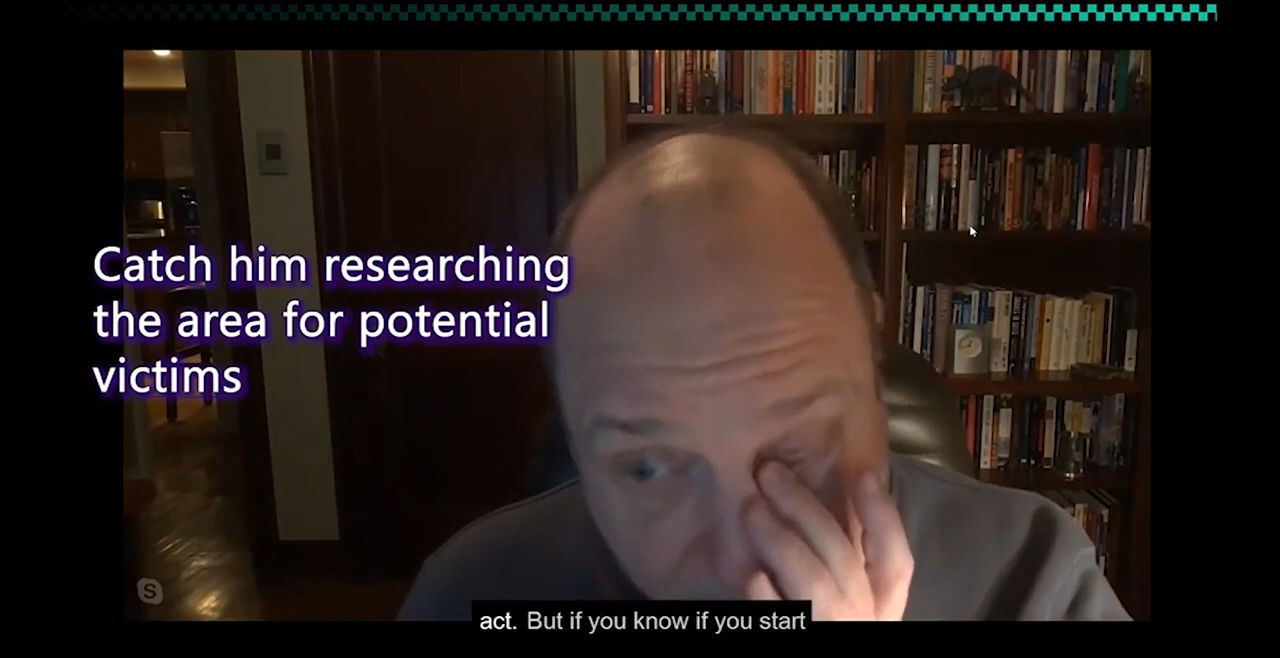 Catch him researching
the area for potential
victims
S
act. But if you know if you start